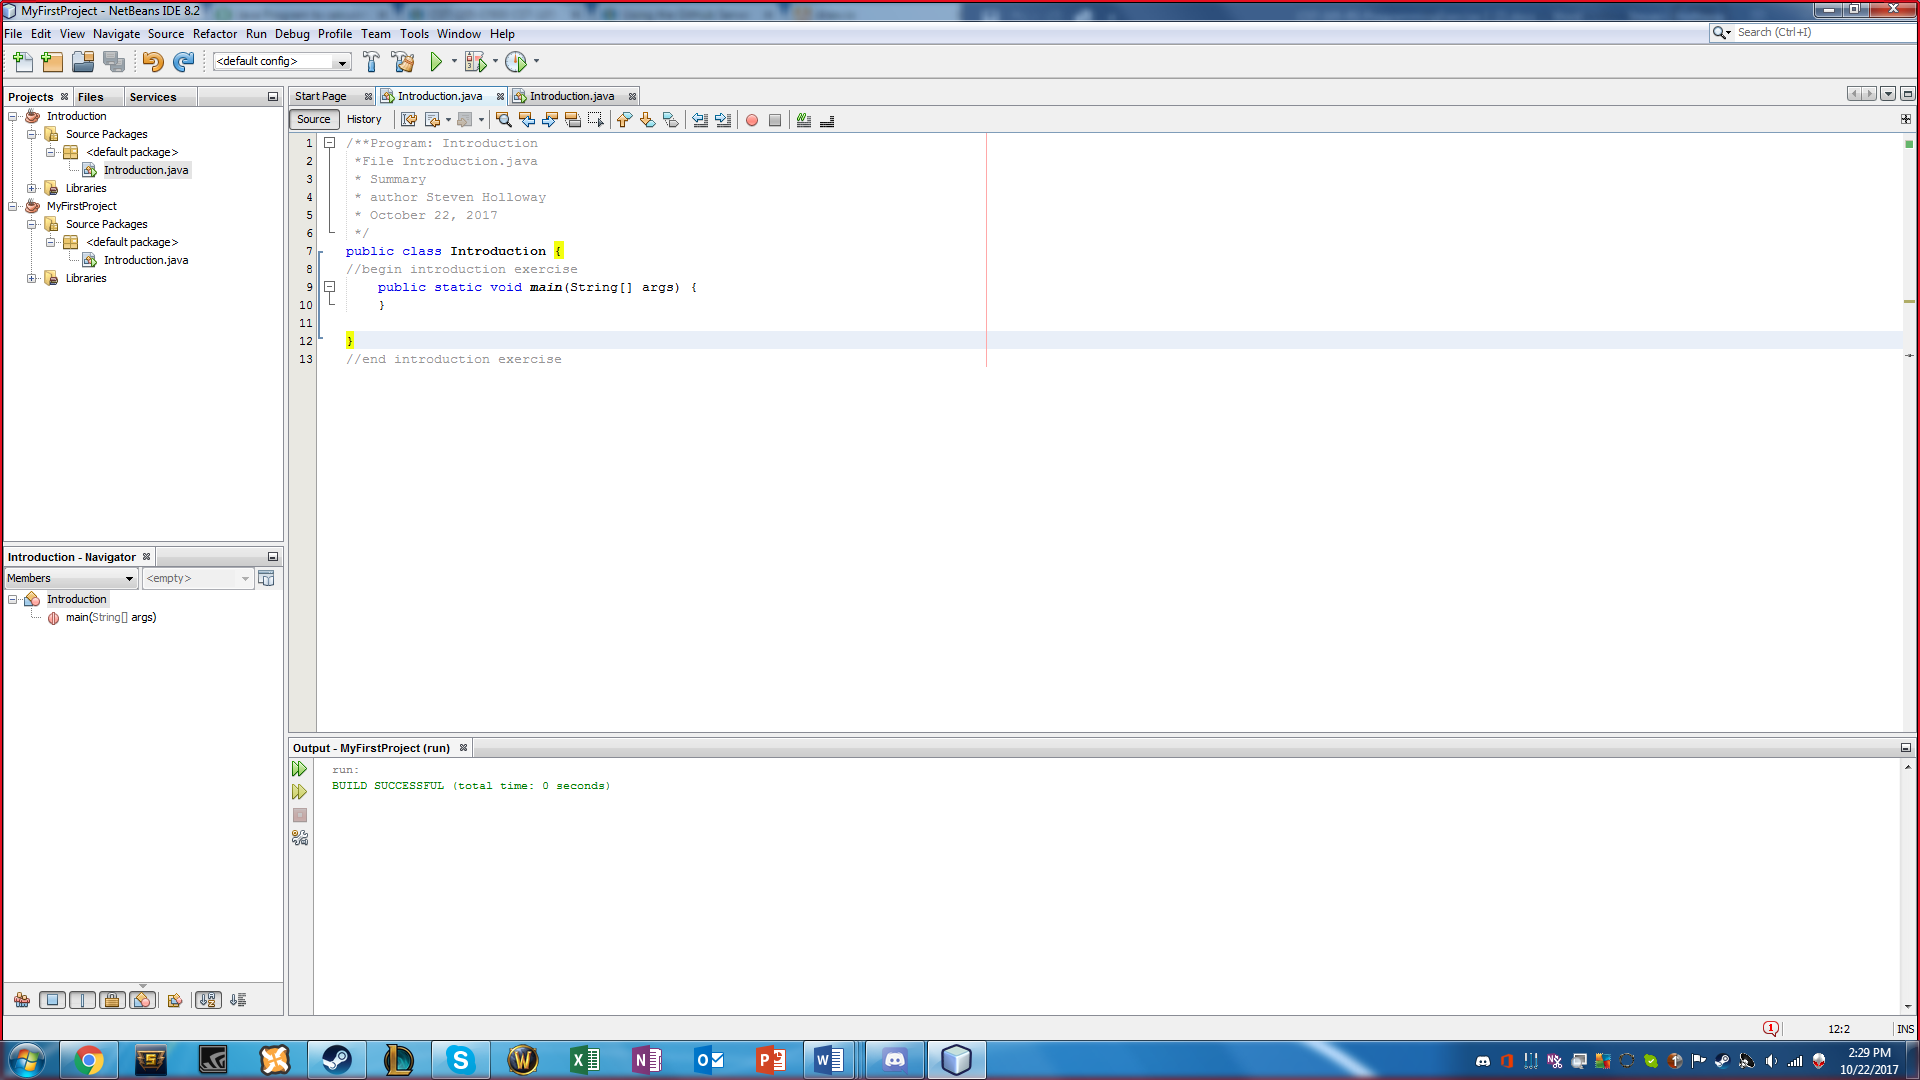 MyFirstProject - NetBeans IDE 8.2
File Edit View Navigate Source Refactor Run Debug Profile Team Tools Window Help
Search (Ctrl+I)
<default config>
Projects Files Services
Introduction
Source Packages
<default package>
Introduction.java
Libraries
MyFirstProject
Source Packages
<default package>
Introduction.java
Libraries
Start Page Introduction.java Introduction.java
Source History
1 /**Program: Introduction
2 *File Introduction.java
3 * Summary
4 * author Steven Holloway
5 * October 22, 2017
6 */
7 public class Introduction {
8 //begin introduction exercise
9 public static void main(String[] args) {
10 }
11
12 }
13 //end introduction exercise
Introduction - Navigator
Members <empty>
Introduction
main(String[] args)
Output - MyFirstProject (run)
run:
BUILD SUCCESSFUL (total time: 0 seconds)
1 12:2 INS
2:29 PM
10/22/2017